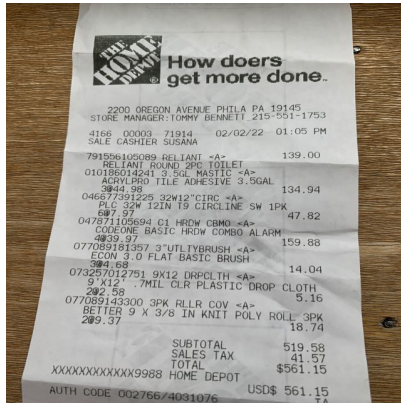 THE
HOME
DEPOT
How doers
get more done™
2200 OREGON AVENUE PHILA PA 19145
STORE MANAGER:TOMMY BENNETT 215-551-1753
4166 00003 71914 02/02/22 01:05 PM
SALE CASHIER SUSANA
791556105089 RELIANT <A> 139.00
RELIANT ROUND 2PC TOILET
010186014241 3.5GL MASTIC <A>
ACRYLPRO TILE ADHESIVE 3.5GAL
3@44.98 134.94
046677391225 32W12"CIRC <A>
PLC 32W 12IN T9 CIRCLINE SW 1PK
6@7.97 47.82
047871105694 C1 HRDW CBMO <A>
CODEONE BASIC HRDW COMBO ALARM
4@39.97 159.88
077089181357 3"UTLTYBRUSH <A>
ECON 3.0 FLAT BASIC BRUSH
3@4.68 14.04
073257012751 9X12 DRPCLTH <A>
9'X12' .7MIL CLR PLASTIC DROP CLOTH
2@2.58 5.16
077089143300 3PK RLLR COV <A>
BETTER 9 X 3/8 IN KNIT POLY ROLL 3PK
2@9.37 18.74
SUBTOTAL 519.58
SALES TAX 41.57
TOTAL $561.15
XXXXXXXXXXXX9988 HOME DEPOT
USD$ 561.15
AUTH CODE 002766/4031076 TA